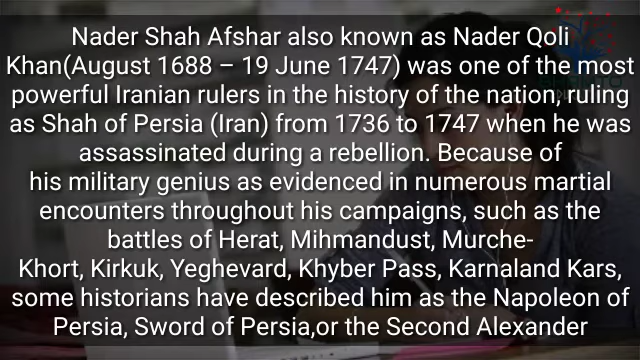 Nader Shah Afshar also known as Nader Qoli
Khan(August 1688 – 19 June 1747) was one of the most
powerful Iranian rulers in the history of the nation, ruling
as Shah of Persia (Iran) from 1736 to 1747 when he was
assassinated during a rebellion. Because of
his military genius as evidenced in numerous martial
encounters throughout his campaigns, such as the
battles of Herat, Mihmandust, Murche-
Khort, Kirkuk, Yeghevard, Khyber Pass, Karnaland Kars,
some historians have described him as the Napoleon of
Persia, Sword of Persia,or the Second Alexander